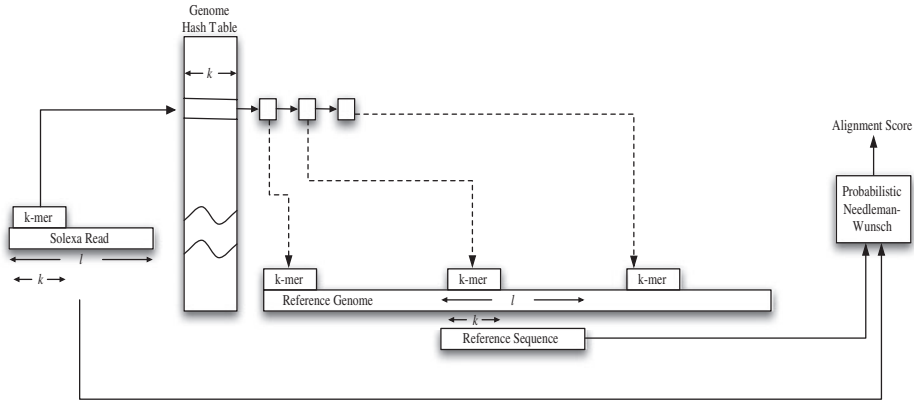 Genome
Hash Table
k
Alignment Score
Probabilistic
Needleman-
Wunsch
k-mer
Solexa Read
l
k
k-mer
k-mer
k-mer
Reference Genome
l
k
Reference Sequence